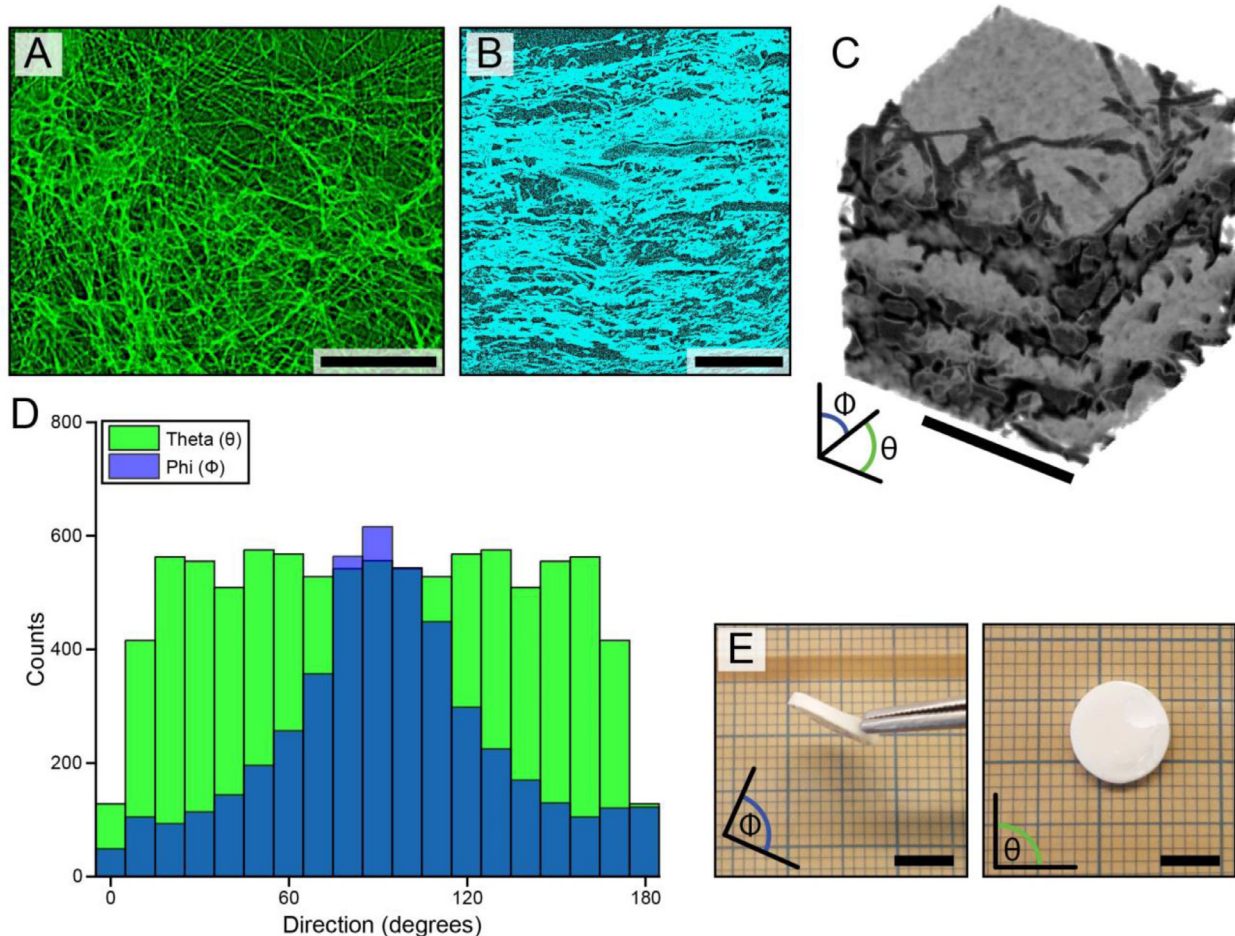 A
B
C
Φ
θ
D
800
Theta (θ)
Phi (Φ)
600
Counts
400
200
0
0
60
120
180
Direction (degrees)
E
Φ
θ